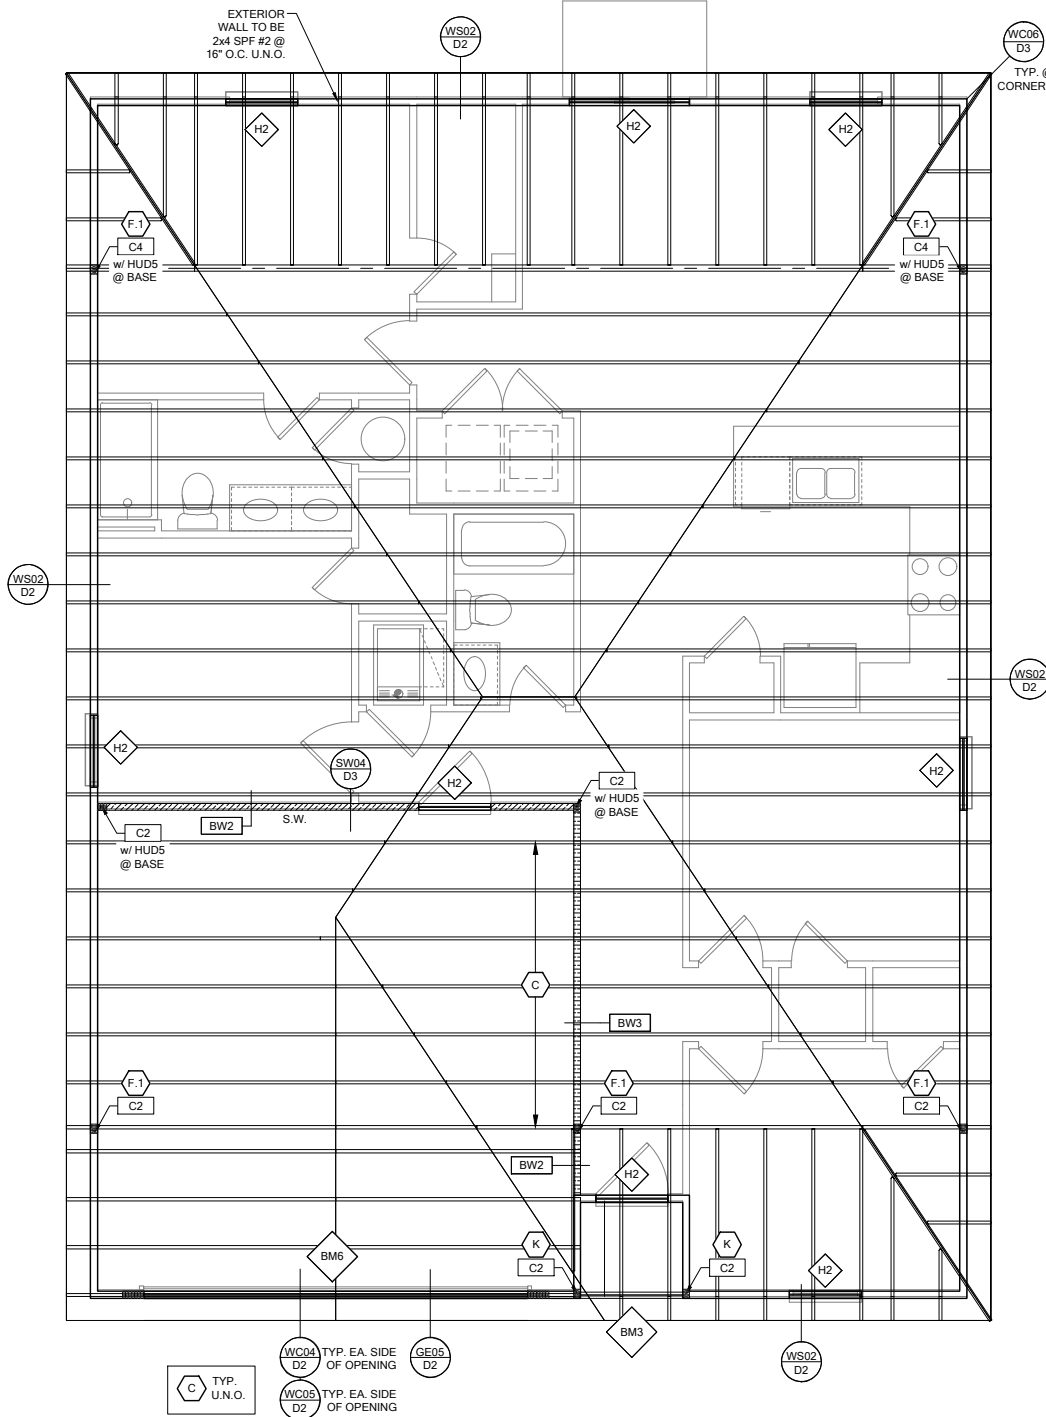 EXTERIOR
WALL TO BE
2x4 SPF #2 @
16" O.C. U.N.O.
WS02
D2
WC06
D3
TYP. @
CORNER
H2
H2
H2
F.1
C4
w/ HUD5
@ BASE
F.1
C4
w/ HUD5
@ BASE
WS02
D2
WS02
D2
H2
SW04
D3
H2
H2
C2
w/ HUD5
@ BASE
BW2
S.W.
C2
w/ HUD5
@ BASE
C
BW3
F.1
C2
F.1
C2
F.1
C2
BW2
H2
K
C2
K
C2
BM6
H2
BM3
WC04
D2
TYP. EA. SIDE
OF OPENING
GE05
D2
WS02
D2
C
TYP.
U.N.O.
WC05
D2
TYP. EA. SIDE
OF OPENING